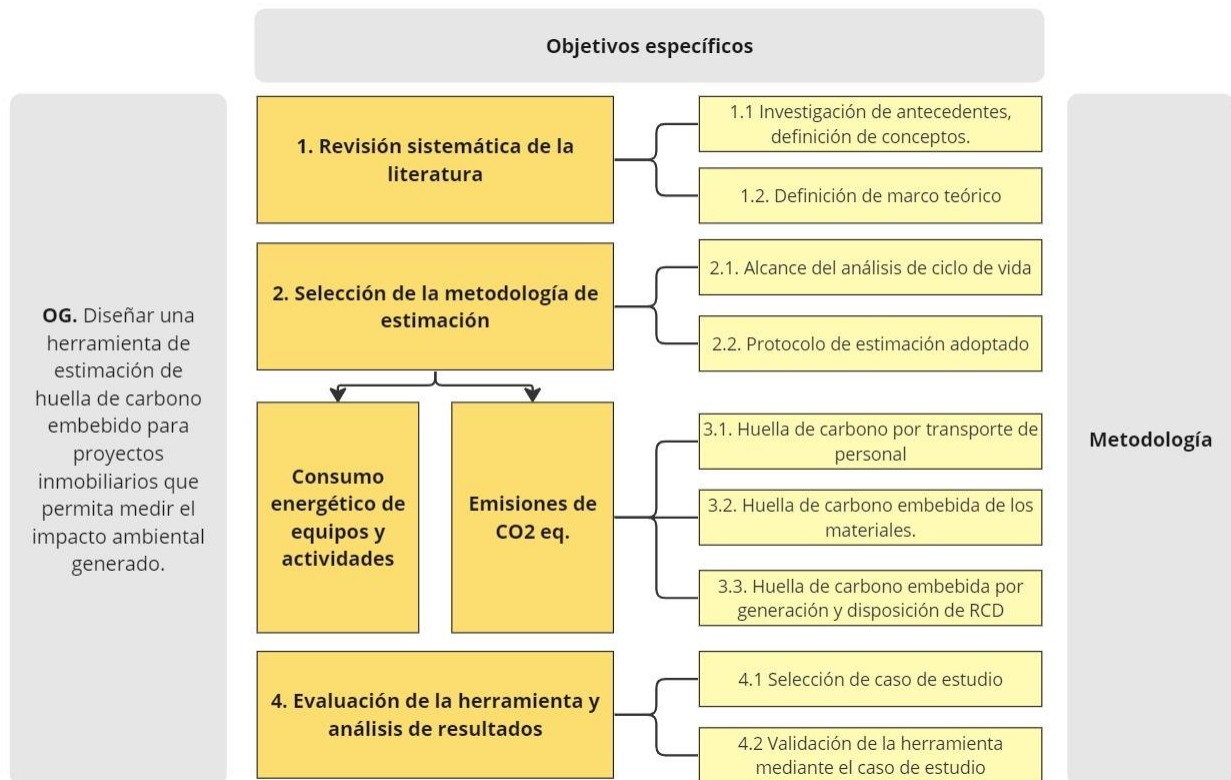 Objetivos específicos
OG. Diseñar una
herramienta de
estimación de
huella de carbono
embebido para
proyectos
inmobiliarios que
permita medir el
impacto ambiental
generado.
1. Revisión sistemática de la
literatura
1.1 Investigación de antecedentes,
definición de conceptos.
1.2. Definición de marco teórico
2. Selección de la metodología de
estimación
2.1. Alcance del análisis de ciclo de vida
2.2. Protocolo de estimación adoptado
Consumo
energético de
equipos y
actividades
Emisiones de
CO2 eq.
3.1. Huella de carbono por transporte de
personal
3.2. Huella de carbono embebida de los
materiales.
3.3. Huella de carbono embebida por
generación y disposición de RCD
4. Evaluación de la herramienta y
análisis de resultados
4.1 Selección de caso de estudio
4.2 Validación de la herramienta
mediante el caso de estudio
Metodología